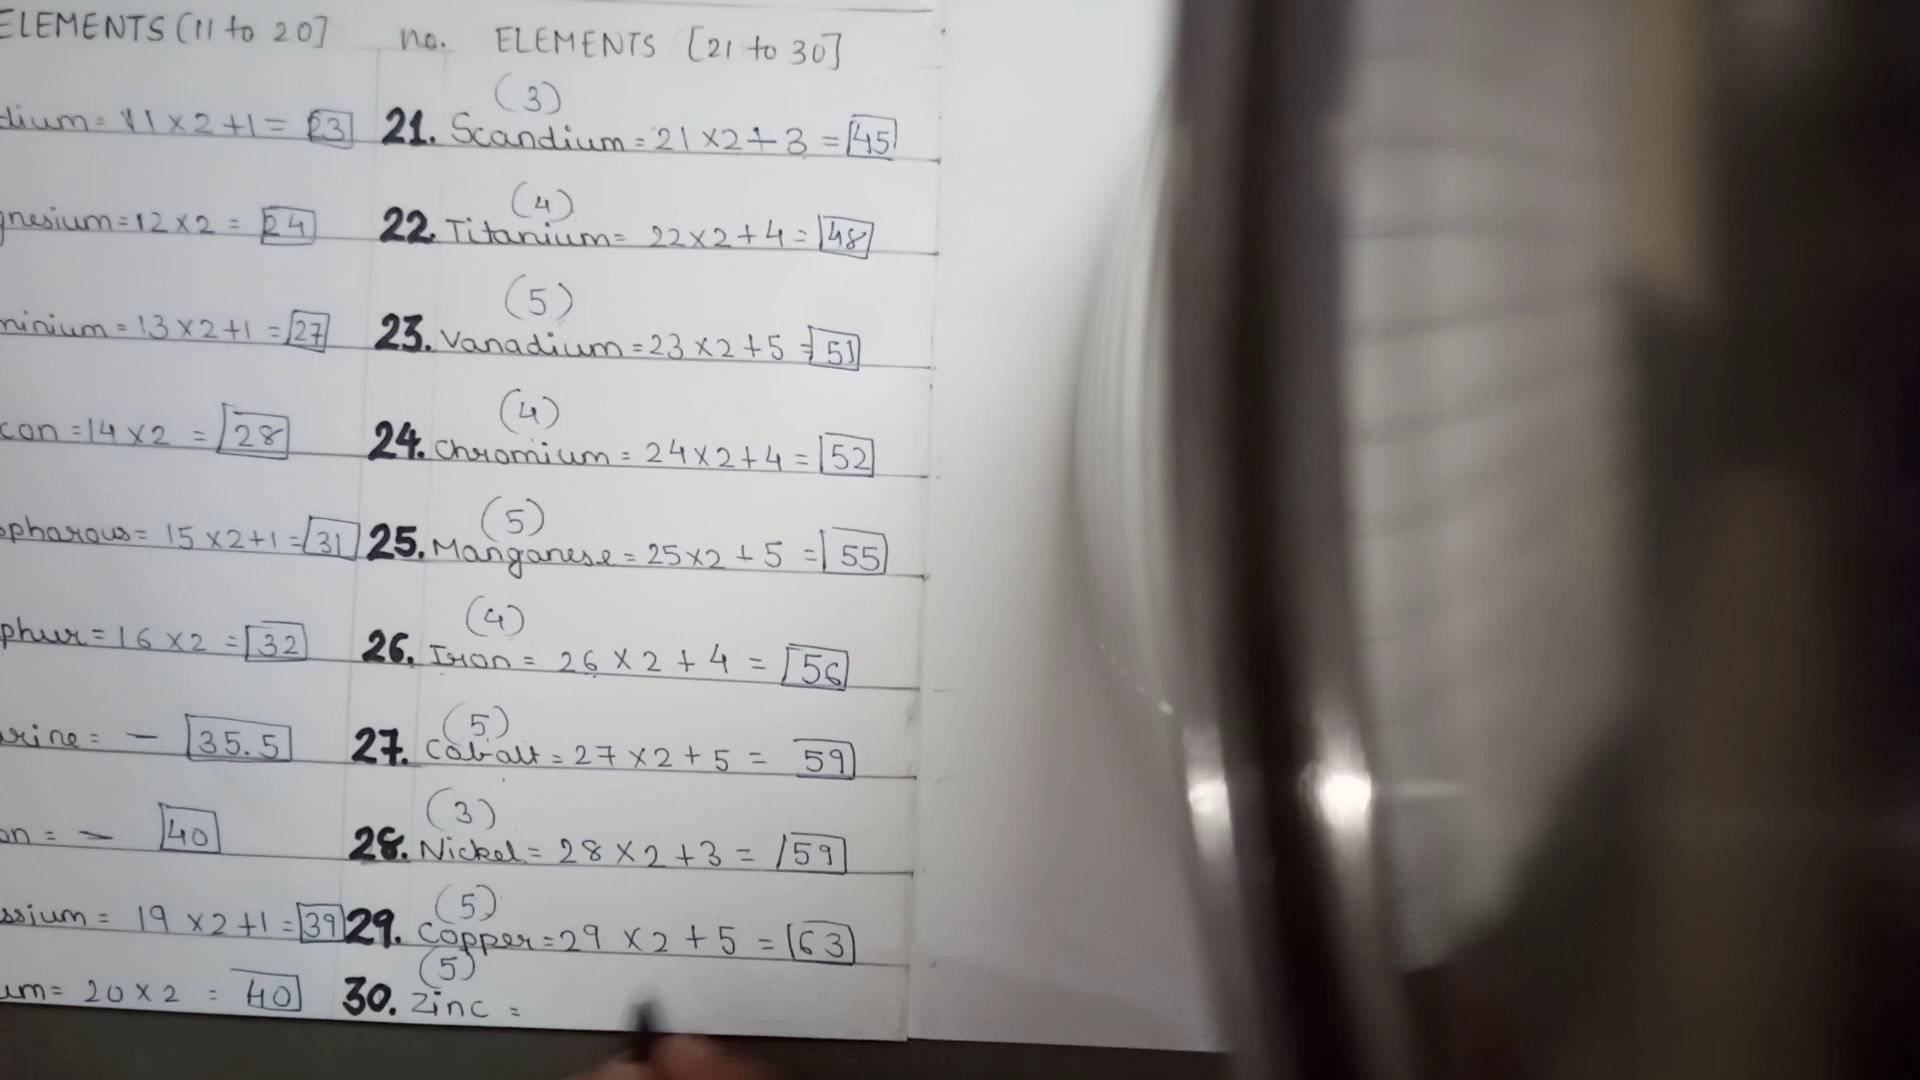 ELEMENTS (11 to 20] no. ELEMENTS [21 to 30]
(3)
dium = 11 x 2 + 1 = 23 21. Scandium = 21 x 2 + 3 = 45
(4)
gnesium = 12 x 2 = 24 22. Titanium = 22 x 2 + 4 = 48
(5)
minium = 13 x 2 + 1 = 27 23. Vanadium = 23 x 2 + 5 = 51
(4)
con = 14 x 2 = 28 24. Chromium = 24 x 2 + 4 = 52
(5)
spharous = 15 x 2 + 1 = 31 25. Manganese = 25 x 2 + 5 = 55
(4)
phur = 16 x 2 = 32 26. Iron = 26 x 2 + 4 = 56
(5)
rine = - 35.5 27. Cobalt = 27 x 2 + 5 = 59
(3)
on = - 40 28. Nickel = 28 x 2 + 3 = 59
(5)
ssium = 19 x 2 + 1 = 39 29. Copper = 29 x 2 + 5 = 63
(5)
um = 20 x 2 = 40 30. Zinc =